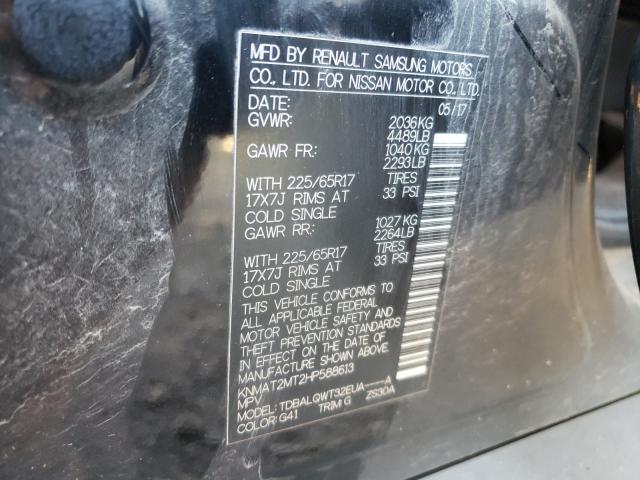 MFD BY RENAULT SAMSUNG MOTORS
CO., LTD. FOR NISSAN MOTOR CO., LTD.
DATE: 05/17
GVWR: 2036KG
4489LB
GAWR FR: 1040KG
2293LB
WITH 225/65R17 TIRES
17X7J RIMS AT 33 PSI
COLD SINGLE
GAWR RR: 1027KG
2264LB
WITH 225/65R17 TIRES
17X7J RIMS AT 33 PSI
COLD SINGLE
THIS VEHICLE CONFORMS TO
ALL APPLICABLE FEDERAL
MOTOR VEHICLE SAFETY AND
THEFT PREVENTION STANDARDS
IN EFFECT ON THE DATE OF
MANUFACTURE SHOWN ABOVE.
KNMAT2MT2HP588613
MPV
MODEL: TDBALQWT32EUA----A
COLOR: G41 TRIM: G ZS30A